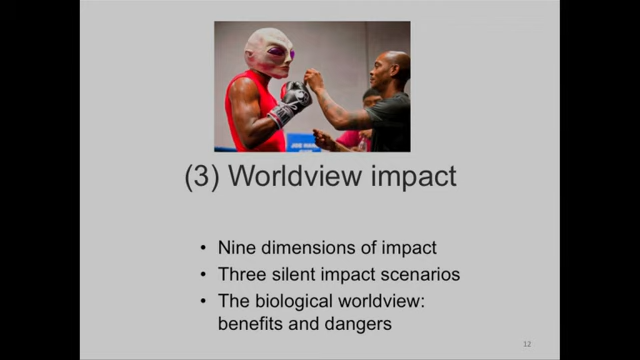 (3) Worldview impact
• Nine dimensions of impact
• Three silent impact scenarios
• The biological worldview:
benefits and dangers
12